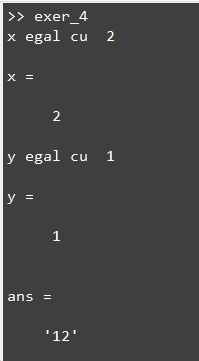 >> exer_4
x egal cu  2
x =
2
y egal cu  1
y =
1
ans =
'12'